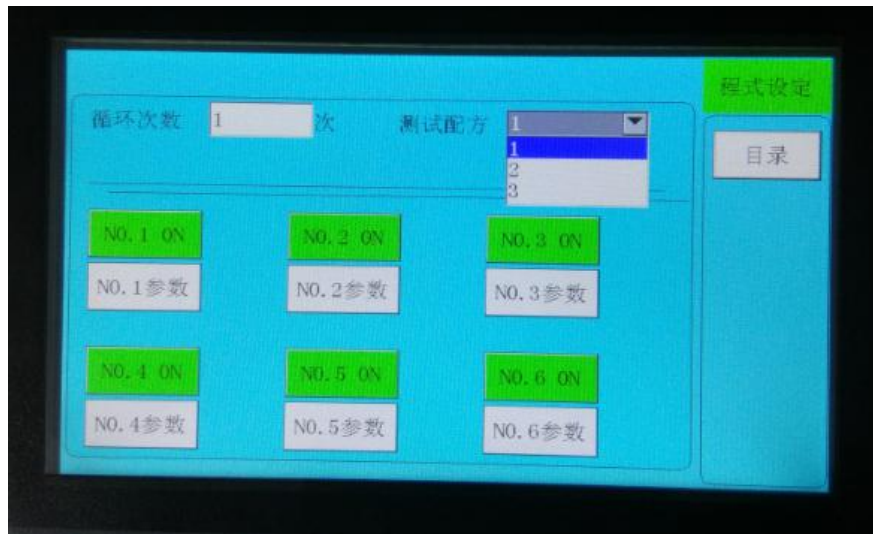 程式设定
循环次数 1 次 测试配方 1
1
2
3
目录
NO.1 ON NO.2 ON NO.3 ON
NO.1参数 NO.2参数 NO.3参数
NO.4 ON NO.5 ON NO.6 ON
NO.4参数 NO.5参数 NO.6参数